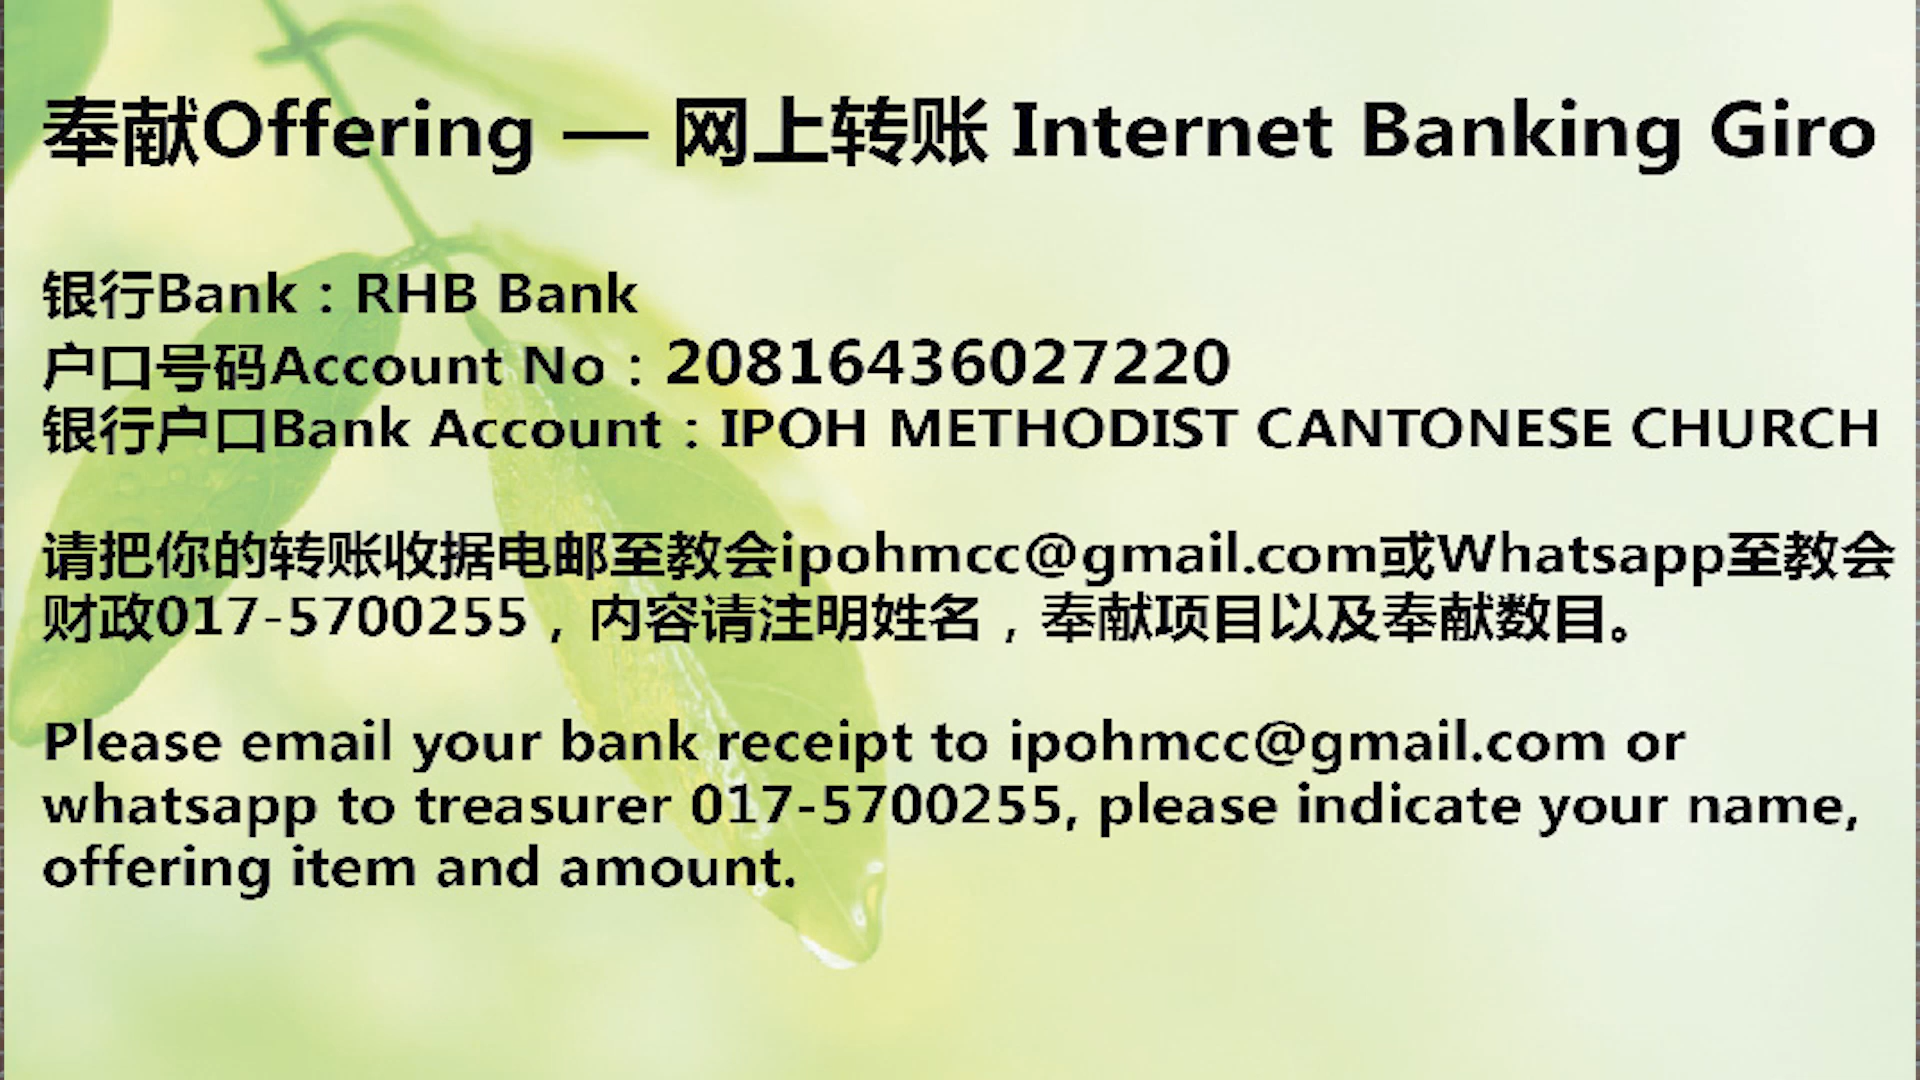 奉献Offering — 网上转账 Internet Banking Giro
银行Bank：RHB Bank
户口号码Account No：20816436027220
银行户口Bank Account：IPOH METHODIST CANTONESE CHURCH
请把你的转账收据电邮至教会ipohmcc@gmail.com或Whatsapp至教会
财政017-5700255，内容请注明姓名，奉献项目以及奉献数目。
Please email your bank receipt to ipohmcc@gmail.com or
whatsapp to treasurer 017-5700255, please indicate your name,
offering item and amount.